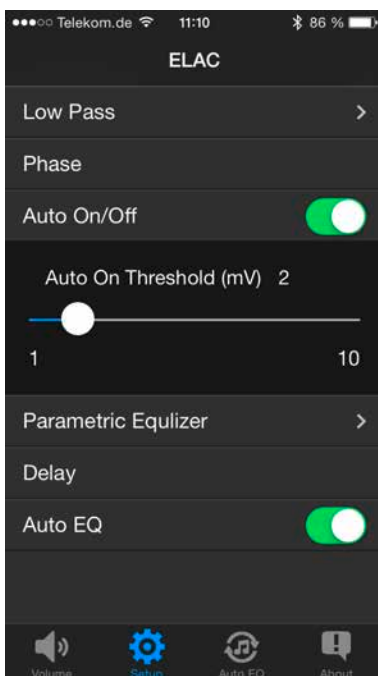 Telekom.de 11:10 86 %
ELAC
Low Pass
Phase
Auto On/Off
Auto On Threshold (mV) 2
1 10
Parametric Equlizer
Delay
Auto EQ
Volume Setup Auto EQ About